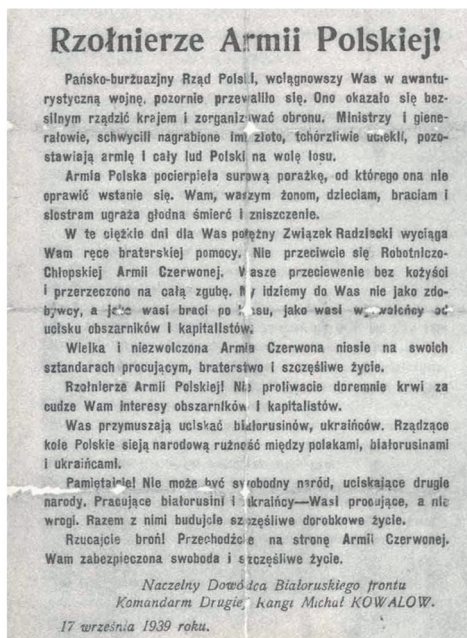 Rzołnierze Armii Polskiej!
Pańsko-burżuazjny Rząd Polski, wciągnowszy Was w awantu-
rystyczną wojnę, pozornie przewaliło się. Ono okazało się bez-
silnym rządzić krajem i zorganizować obronu. Ministrzy i giene-
rałowie, schwycili nagrabione imi złoto, tchórzliwie uciekli, pozo-
stawiają armię i cały lud Polski na wolę losu.
Armia Polska pocierpieła surową porażkę, od którego ona nie
oprawić wstanie się. Wam, waszym żonom, dzieciam, braciam i
siostram ugraża głodna śmierć i zniszczenie.
W te ciężkie dni dla Was potężny Związek Radziecki wyciąga
Wam ręce braterskiej pomocy. Nie przeciwcie się Robotniczo-
Chłopskiej Armii Czerwonej. Wasze przeciewenie bez kożyści
i przerzeczono na całą zgubę. My idziemy do Was nie jako zdo-
bywcy, a jako wasi braci po klasu, jako wasi wyzwoleńcy od
ucisku obszarników i kapitalistów.
Wielka i niezwolczona Armia Czerwona niesie na swoich
sztandarach procującym, braterstwo i szczęśliwe życie.
Rzołnierze Armii Polskiej! Nie proliwacie doremnie krwi za
cudze Wam interesy obszarników i kapitalistów.
Was przymuszają uciskać białorusinów, ukraińców. Rządzące
kole Polskie sieją narodową rużność między polakami, białorusinami
i ukraińcami.
Pamiętajcie! Nie może być swobodny naród, uciskające drugie
narody. Pracujące białorusini i ukraińcy—Wasi procujące, a nie
wrogi. Razem z nimi budujcie szczęśliwe dorobkowe życie.
Rzucajcie broń! Przechodźcie na stronę Armii Czerwonej.
Wam zabezpieczona swoboda i szczęśliwe życie.
Naczelny Dowódca Białoruskiego frontu
Komandarm Drugiej Rangi Michał KOWALOW.
17 września 1939 roku.